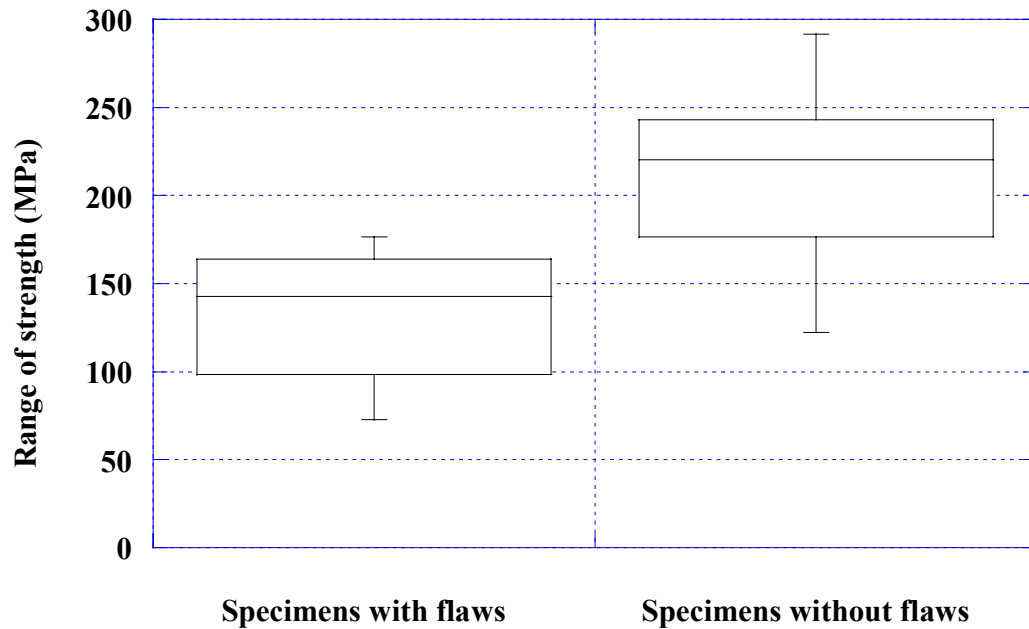 300
250
200
150
100
50
0
Range of strength (MPa)
Specimens with flaws
Specimens without flaws